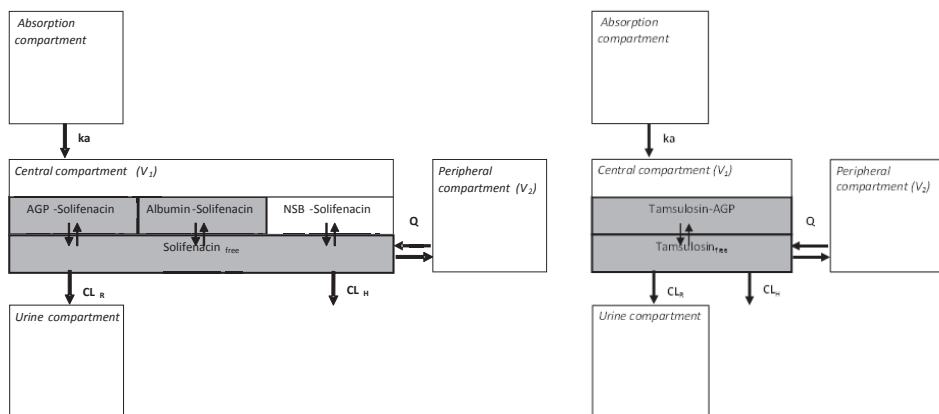 Absorption
compartment
ka
Central compartment (V1)
AGP -Solifenacin
Albumin-Solifenacin
NSB -Solifenacin
Solifenacin free
Q
Peripheral
compartment (V2)
CL R
CL H
Urine compartment
Absorption
compartment
ka
Central compartment (V1)
Tamsulosin-AGP
Tamsulosin free
Q
Peripheral
compartment (V2)
CLR
CLH
Urine compartment